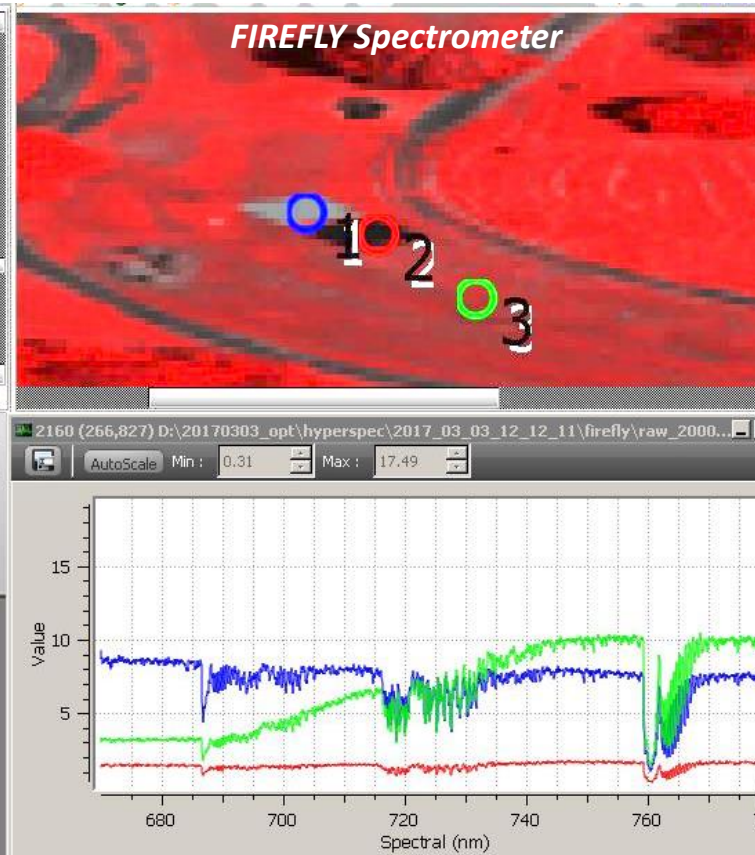 FIREFLY Spectrometer
1
2
3
2160 (266,827) D:\20170303_opt\hyperspec\2017_03_03_12_12_11\firefly\raw_2000...
AutoScale Min : 0.31 Max : 17.49
15
10
5
Value
680 700 720 740 760
Spectral (nm)